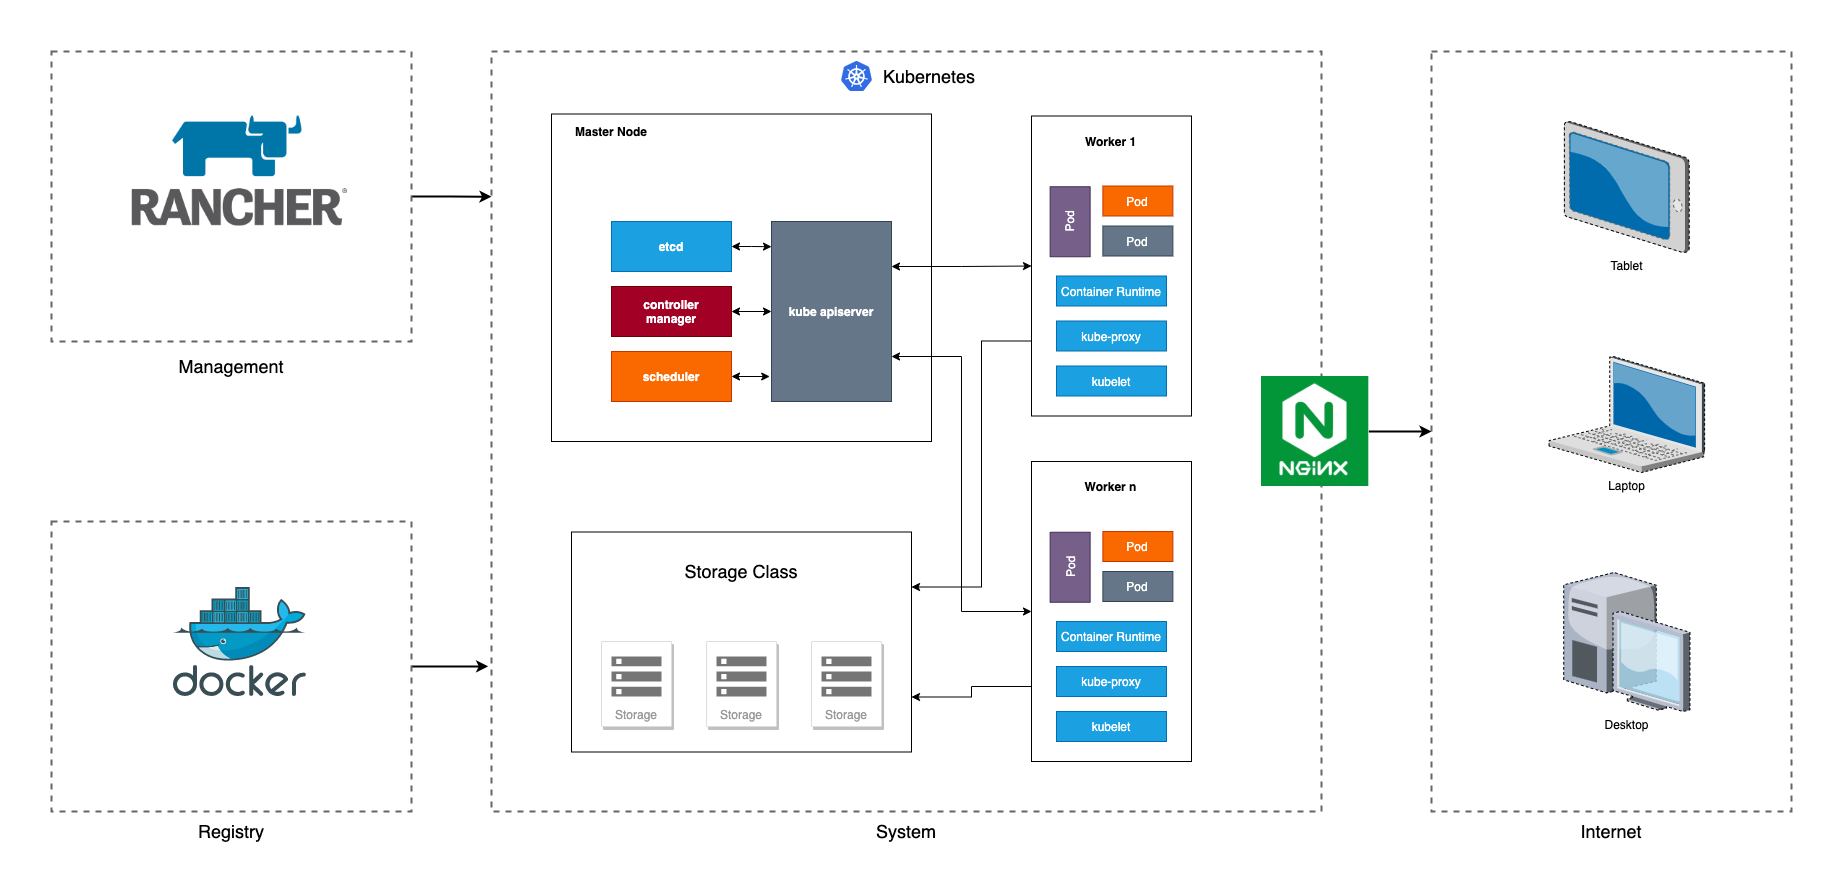 RANCHER®
Management
docker
Registry
Kubernetes
Master Node
etcd
controller
manager
scheduler
kube apiserver
Storage Class
Storage
Storage
Storage
Worker 1
Pod
Pod
Pod
Container Runtime
kube-proxy
kubelet
Worker n
Pod
Pod
Pod
Container Runtime
kube-proxy
kubelet
System
NGINX
Tablet
Laptop
Desktop
Internet